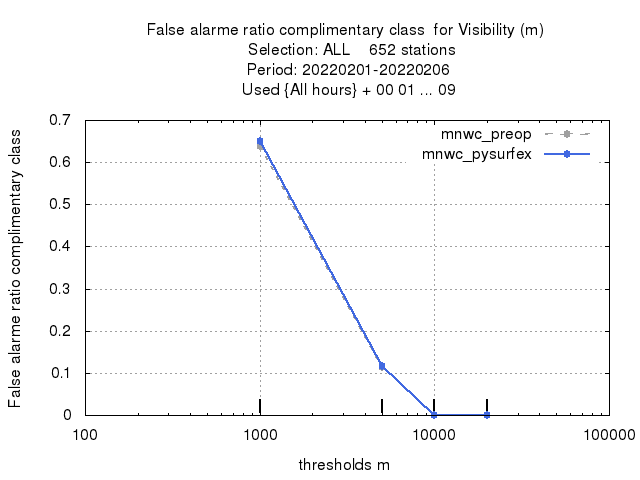 False alarme ratio complimentary class  for Visibility (m)
Selection: ALL    652 stations
Period: 20220201-20220206
Used {All hours} + 00 01 ... 09
mnwc_preop
mnwc_pysurfex
0.7
0.6
0.5
0.4
0.3
0.2
0.1
0
False alarme ratio complimentary class
100
1000
10000
100000
thresholds m